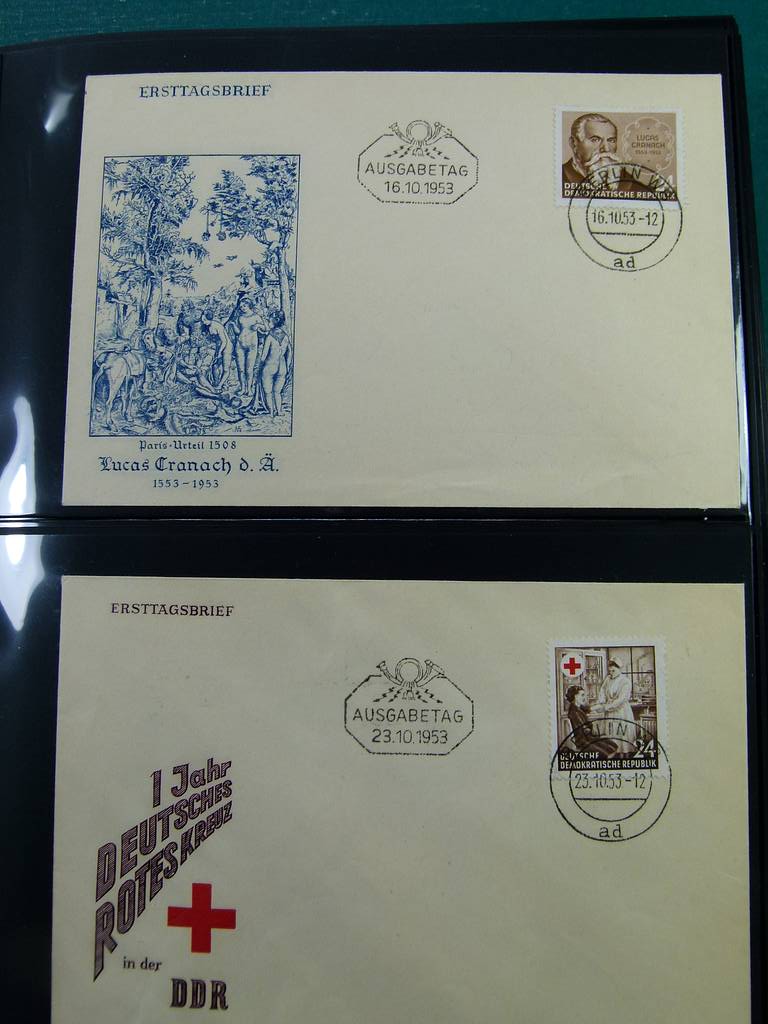 ERSTTAGSBRIEF
AUSGABETAG
16.10.1953
LUCAS
CRANACH
1553-1953
DEUTSCHE
DEMOKRATISCHE REPUBLIK
BERLIN W
16.10.53-12
ad
Paris-Urteil 1508
Lucas Cranach d. Ä.
1553-1953
ERSTTAGSBRIEF
AUSGABETAG
23.10.1953
24
DEUTSCHE
DEMOKRATISCHE REPUBLIK
BERLIN W
23.10.53-12
ad
1 Jahr
DEUTSCHES
ROTES KREUZ
in der
DDR